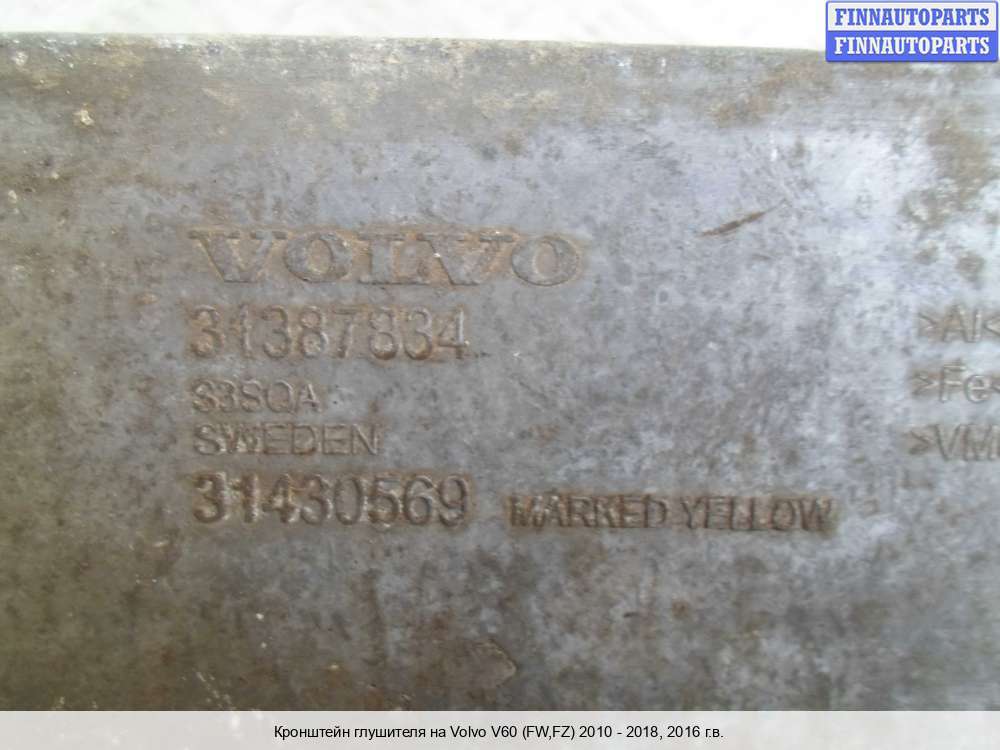 FINNAUTOPARTS
FINNAUTOPARTS
VOLVO
31387834
>Al<
S3SQA
>Fe<
SWEDEN
31430569 MARKED YELLOW
Кронштейн глушителя на Volvo V60 (FW,FZ) 2010 - 2018, 2016 г.в.